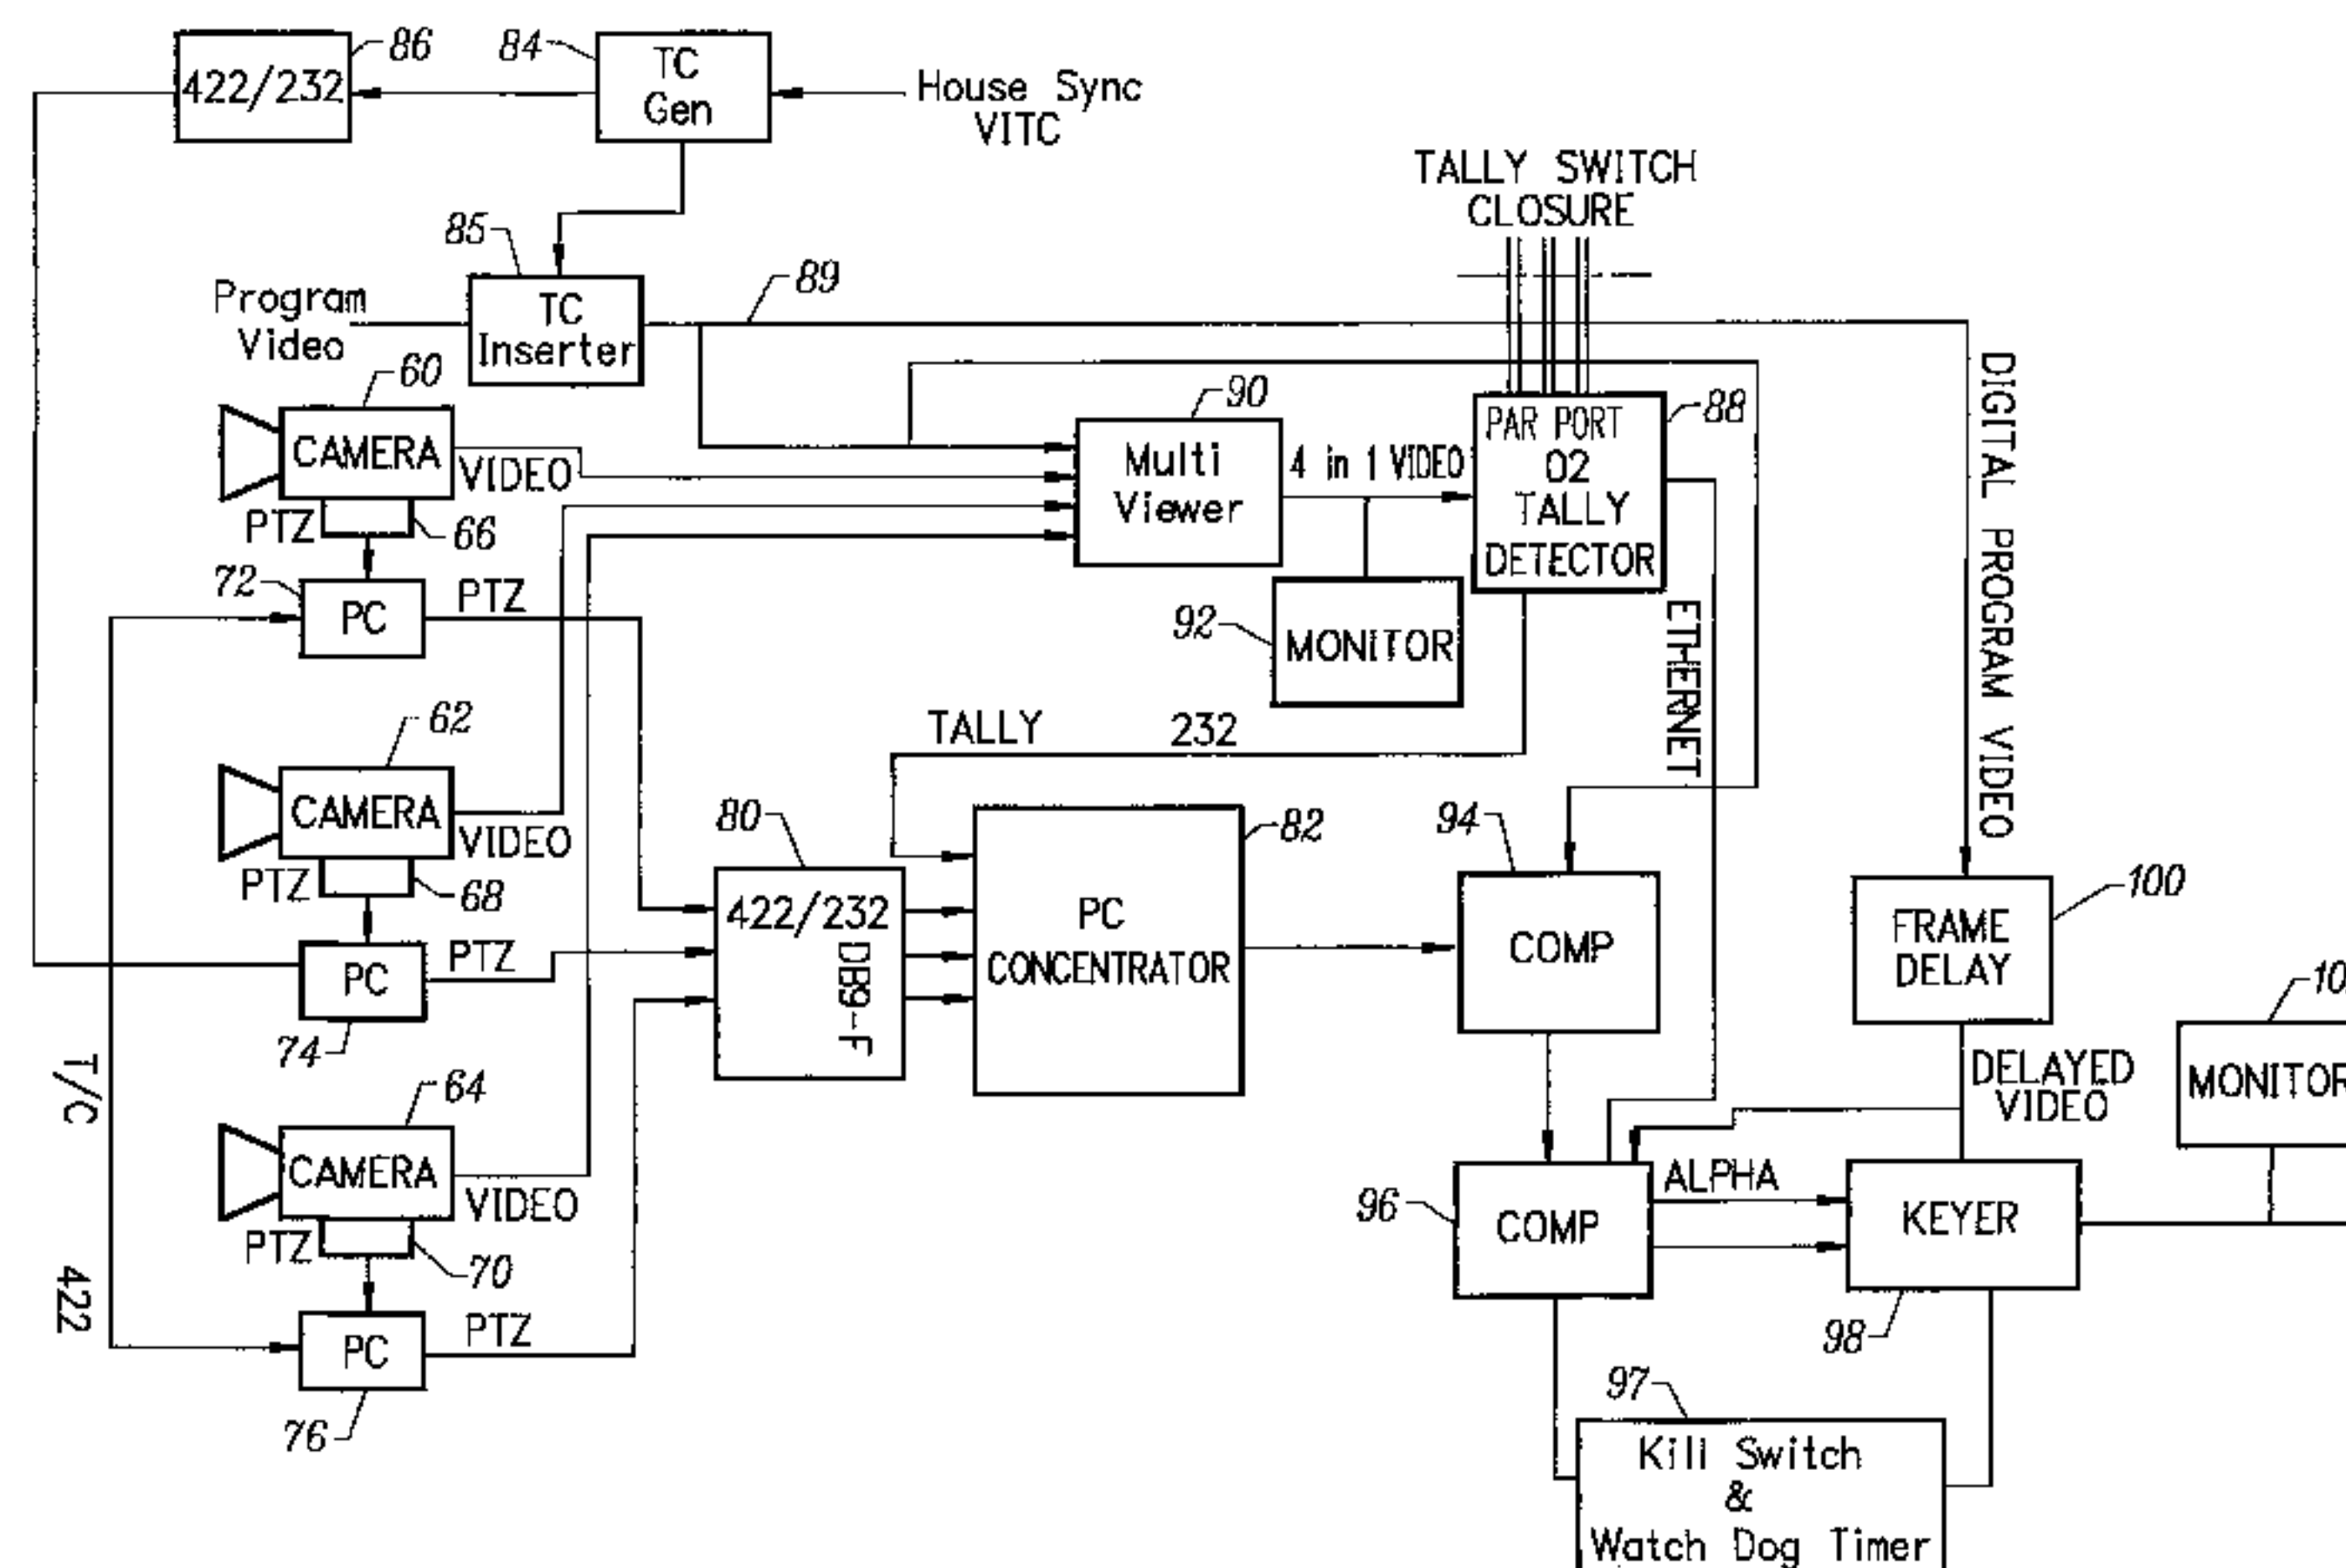 86
84
422/232
TC
Gen
House Sync
VITC
TALLY SWITCH
CLOSURE
85
89
Program
Video
TC
Inserter
60
CAMERA
VIDEO
PTZ
66
90
Multi
Viewer
4 in 1 VIDEO
88
PAR PORT
02
TALLY
DETECTOR
DIGITAL PROGRAM VIDEO
72
PC
PTZ
92
MONITOR
ETHERNET
62
CAMERA
VIDEO
PTZ
68
TALLY 232
74
PC
PTZ
80
422/232
DB9-F
82
PC
CONCENTRATOR
94
COMP
100
FRAME
DELAY
DELAYED
VIDEO
10
MONITOR
T/C
422
64
CAMERA
VIDEO
PTZ
70
76
PC
PTZ
96
COMP
ALPHA
KEYER
98
97
Kill Switch
&
Watch Dog Timer